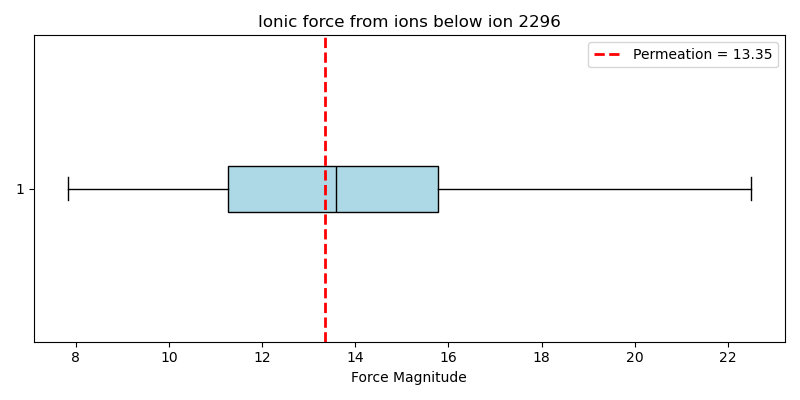 Ionic force from ions below ion 2296
Permeation = 13.35
1
8 10 12 14 16 18 20 22
Force Magnitude